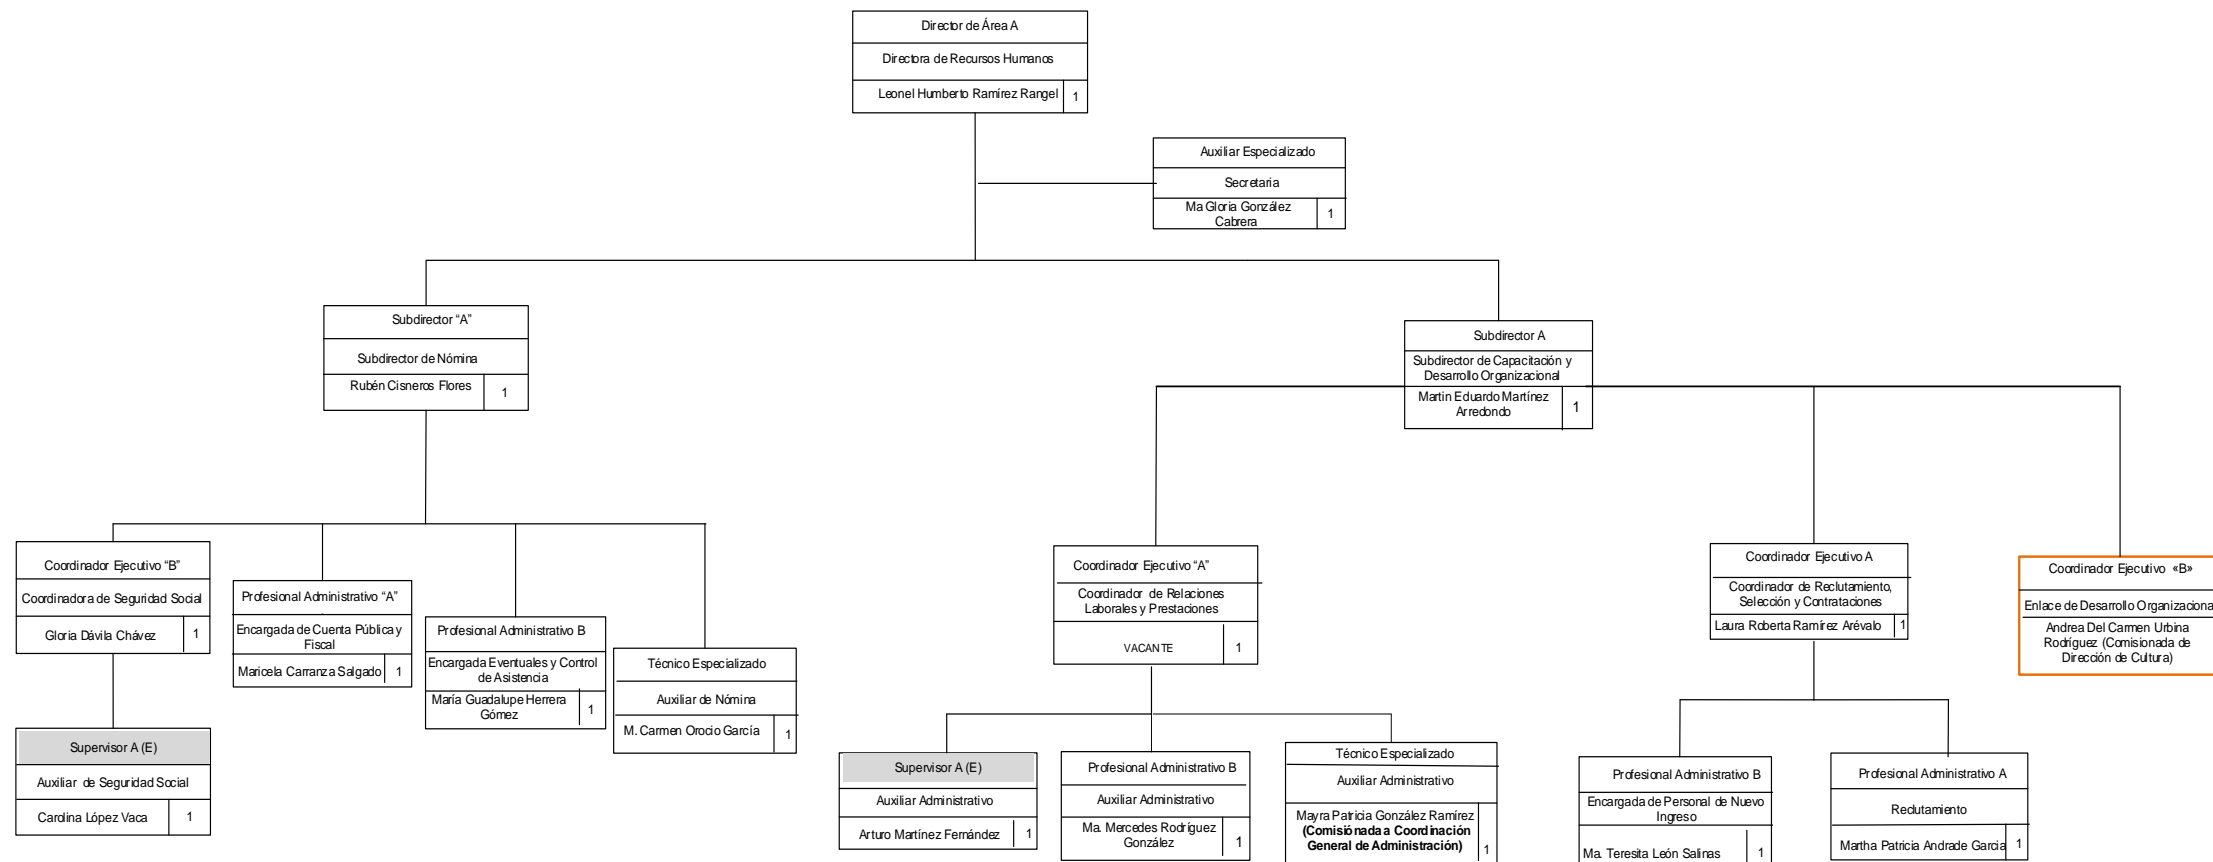 Director de Área A
Directora de Recursos Humanos
Leonel Humberto Ramírez Rangel 1
Auxiliar Especializado
Secretaria
Ma Gloria González
Cabrera
1
Subdirector “A”
Subdirector de Nómina
Rubén Cisneros Flores
1
Subdirector A
Subdirector de Capacitación y
Desarrollo Organizacional
Martin Eduardo Martínez
Arredondo
1
Coordinador Ejecutivo “B”
Coordinadora de Seguridad Social
Gloria Dávila Chávez 1
Profesional Administrativo “A”
Encargada de Cuenta Pública y
Fiscal
Maricela Carranza Salgado 1
Profesional Administrativo B
Encargada Eventuales y Control
de Asistencia
María Guadalupe Herrera
Gómez
1
Técnico Especializado
Auxiliar de Nómina
M. Carmen Orocio García 1
Coordinador Ejecutivo “A”
Coordinador de Relaciones
Laborales y Prestaciones
VACANTE 1
Coordinador Ejecutivo A
Coordinador de Reclutamiento,
Selección y Contrataciones
Laura Roberta Ramírez Arévalo 1
Coordinador Ejecutivo «B»
Enlace de Desarrollo Organizacional
Andrea Del Carmen Urbina
Rodríguez (Comisionada de
Dirección de Cultura)
Supervisor A (E)
Auxiliar de Seguridad Social
Carolina López Vaca 1
Supervisor A (E)
Auxiliar Administrativo
Arturo Martínez Fernández 1
Profesional Administrativo B
Auxiliar Administrativo
Ma. Mercedes Rodríguez
González
1
Técnico Especializado
Auxiliar Administrativo
Mayra Patricia González Ramírez
(Comisiónada a Coordinación
General de Administración)
1
Profesional Administrativo B
Encargada de Personal de Nuevo
Ingreso
Ma. Teresita León Salinas 1
Profesional Administrativo A
Reclutamiento
Martha Patricia Andrade Garcia 1